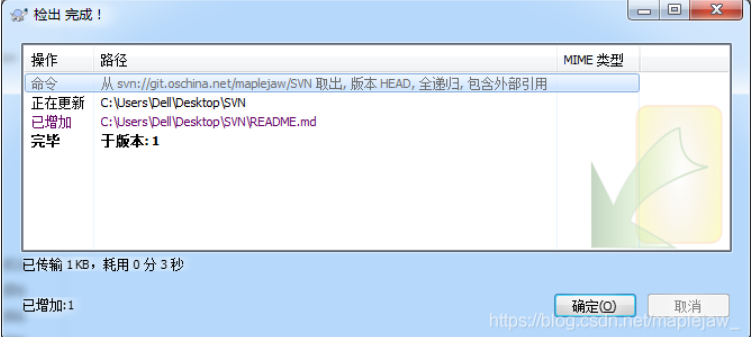 检出 完成！
操作 路径 MIME 类型
命令 从 svn://git.oschina.net/maplejaw/SVN 取出, 版本 HEAD, 全递归, 包含外部引用
正在更新 C:\Users\Dell\Desktop\SVN
已增加 C:\Users\Dell\Desktop\SVN\README.md
完毕 于版本: 1
已传输 1 KB，耗用 0 分 3 秒
已增加:1
确定(O) 取消
https://blog.csdn.net/maplejaw_